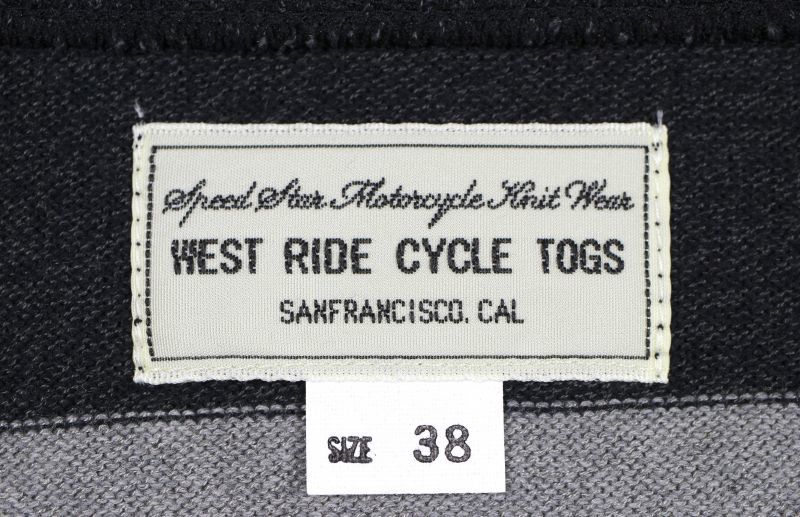 Speed Star Motorcycle Knit Wear
WEST RIDE CYCLE TOGS
SANFRANCISCO. CAL
SIZE 38